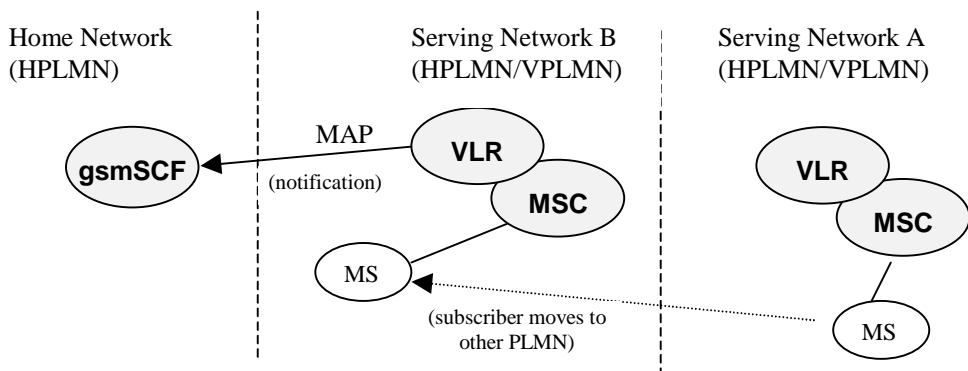 Home Network
(HPLMN)
Serving Network B
(HPLMN/VPLMN)
Serving Network A
(HPLMN/VPLMN)
MAP
(notification)
gsmSCF
VLR
MSC
MS
VLR
MSC
MS
(subscriber moves to
other PLMN)